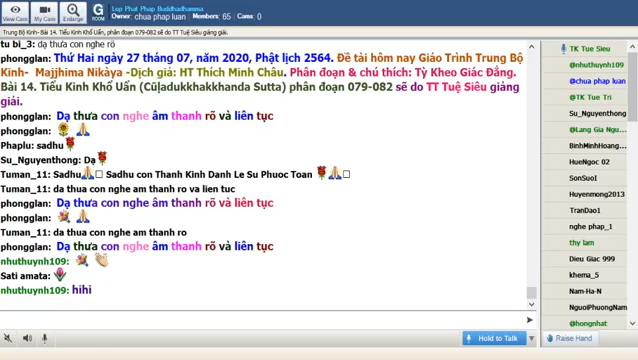 Lop Phat Phap Buddhadhamma
Owner: chua phap luan Members: 65 Cams: 0
View Cam
My Cam
Enlarge
G
ROOM
Trung Bộ Kinh- Bài 14. Tiểu Kinh Khổ Uẩn, phân đoạn 079-082 sẽ do TT Tuệ Siêu giảng giải.
tu bi_3: dạ thưa con nghe rõ
phongglan: Thứ Hai ngày 27 tháng 07, năm 2020, Phật lịch 2564. Đề tài hôm nay Giáo Trình Trung Bộ
Kinh- Majjhima Nikàya -Dịch giả: HT Thích Minh Châu. Phân đoạn & chú thích: Tỳ Kheo Giác Đẳng.
Bài 14. Tiểu Kinh Khổ Uẩn (Cūḷadukkhakkhanda Sutta) phân đoạn 079-082 sẽ do TT Tuệ Siêu giảng
giải.
phongglan: Dạ thưa con nghe âm thanh rõ và liên tục
phongglan:
Phaplu: sadhu
Su_Nguyenthong: Dạ
Tuman_11: Sadhu Sadhu con Thanh Kinh Danh Le Su Phuoc Toan
Tuman_11: da thua con nghe am thanh ro va lien tuc
phongglan: Dạ thưa con nghe âm thanh rõ và liên tục
phongglan:
Tuman_11: da thua con nghe am thanh ro
phongglan: Dạ thưa con nghe âm thanh rõ và liên tục
nhuthuynh109:
Sati amata:
nhuthuynh109: hihi
Hold to Talk
TK Tue Sieu
@nhuthuynh109
@chua phap luan
@TK Tue Tri
Su_Nguyenthong
@Lang Gia Ngu...
BinhMinhHoang...
HueNgoc 02
SonSuoI
Huyenmong2013
TranDao1
nghe phap_1
thy lam
Dieu Giac 999
khema_5
Nam-Ha-N
NguoiPhuongNam
@hongnhat
Raise Hand